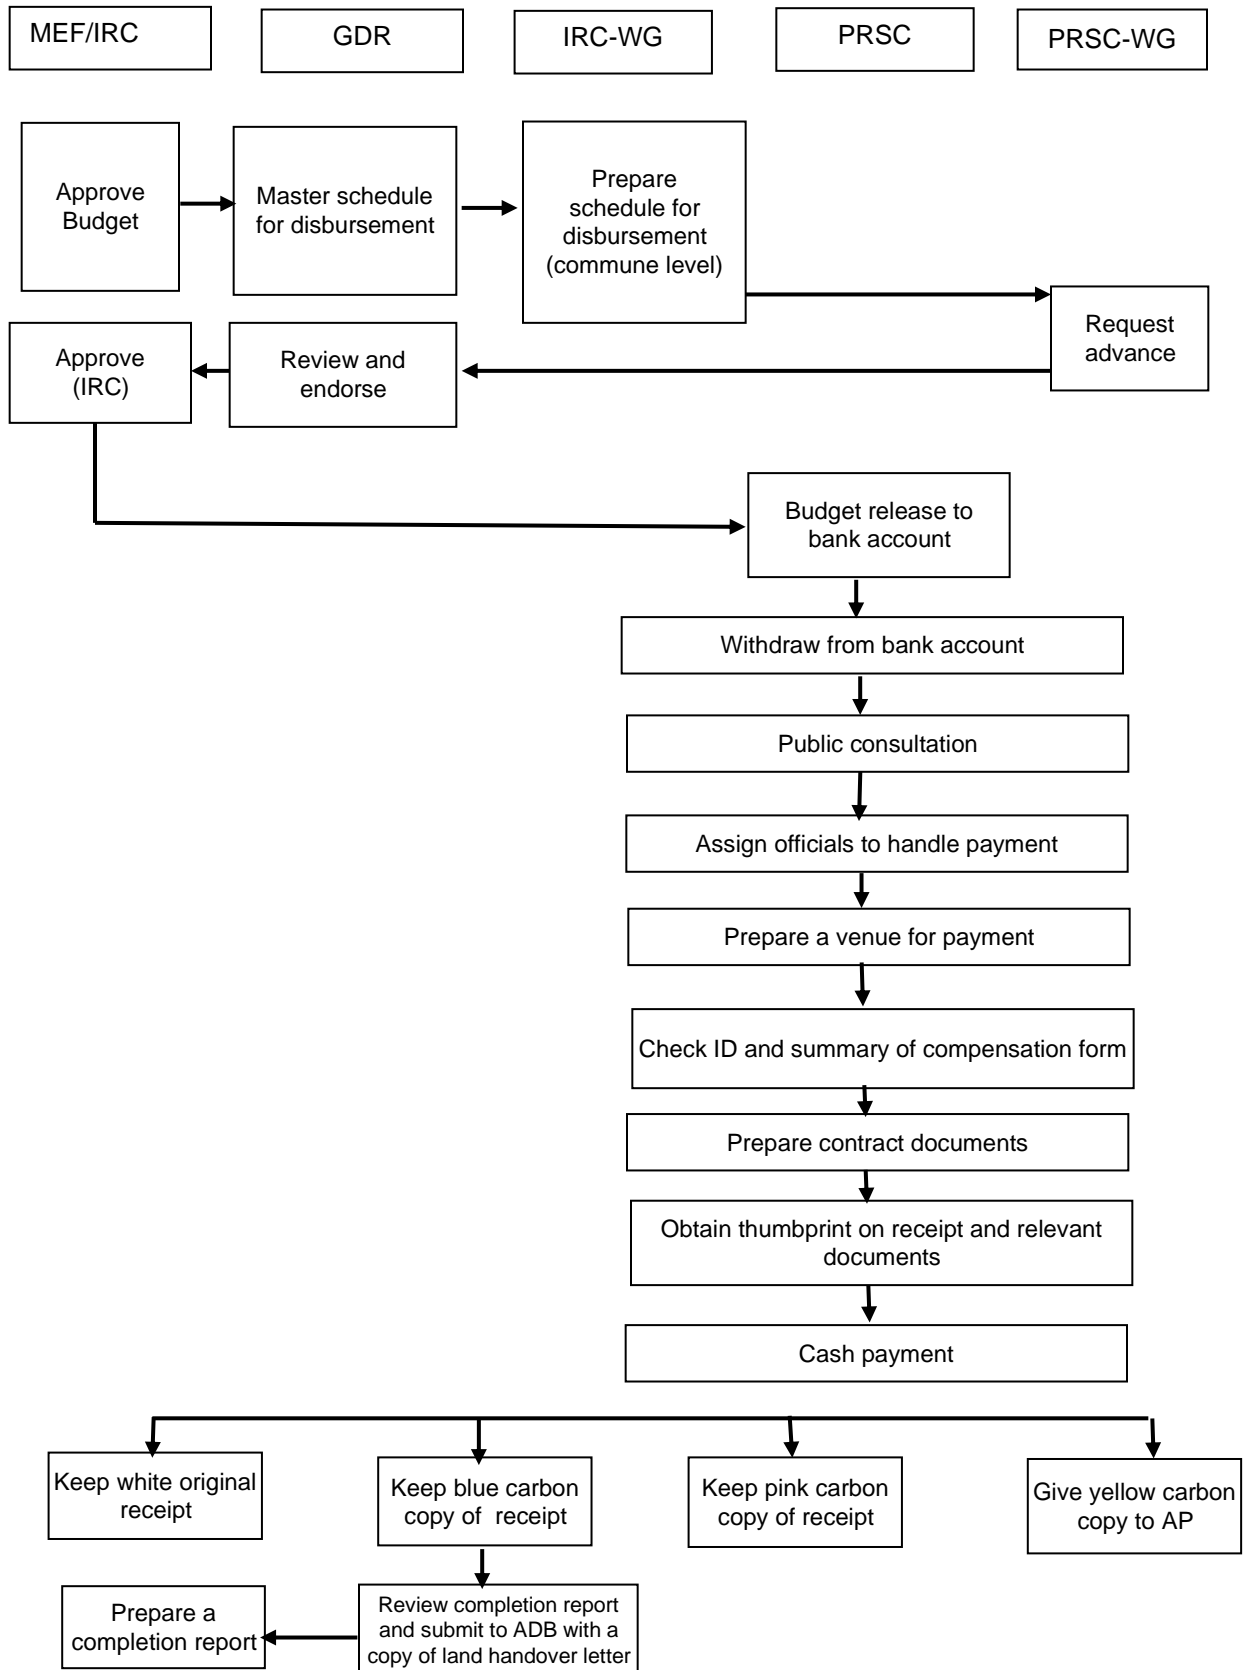 MEF/IRC
GDR
IRC-WG
PRSC
PRSC-WG
Approve
Budget
Master schedule
for disbursement
Prepare
schedule for
disbursement
(commune level)
Request
advance
Approve
(IRC)
Review and
endorse
Budget release to
bank account
Withdraw from bank account
Public consultation
Assign officials to handle payment
Prepare a venue for payment
Check ID and summary of compensation form
Prepare contract documents
Obtain thumbprint on receipt and relevant
documents
Cash payment
Keep white original
receipt
Keep blue carbon
copy of receipt
Keep pink carbon
copy of receipt
Give yellow carbon
copy to AP
Prepare a
completion report
Review completion report
and submit to ADB with a
copy of land handover letter